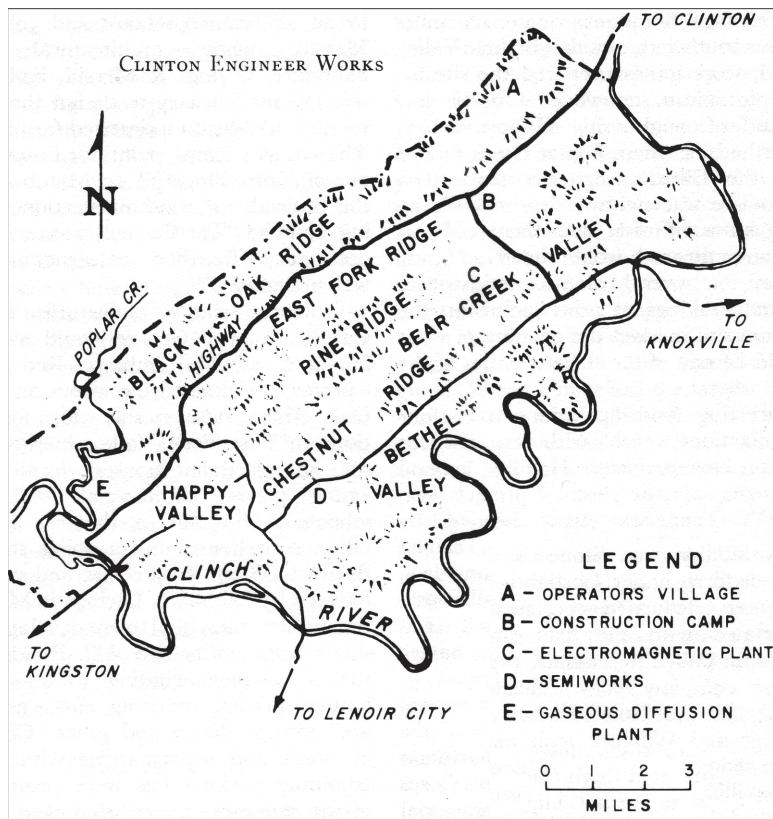 CLINTON ENGINEER WORKS
TO CLINTON
N
A
B
C
BLACK OAK RIDGE
HIGHWAY
EAST FORK RIDGE
PINE RIDGE
BEAR CREEK VALLEY
CHESTNUT RIDGE
BETHEL VALLEY
POPLAR CR.
TO
KNOXVILLE
E
HAPPY
VALLEY
D
CLINCH RIVER
TO
KINGSTON
TO LENOIR CITY
LEGEND
A - OPERATORS VILLAGE
B - CONSTRUCTION CAMP
C - ELECTROMAGNETIC PLANT
D - SEMIWORKS
E - GASEOUS DIFFUSION
PLANT
0 1 2 3
MILES